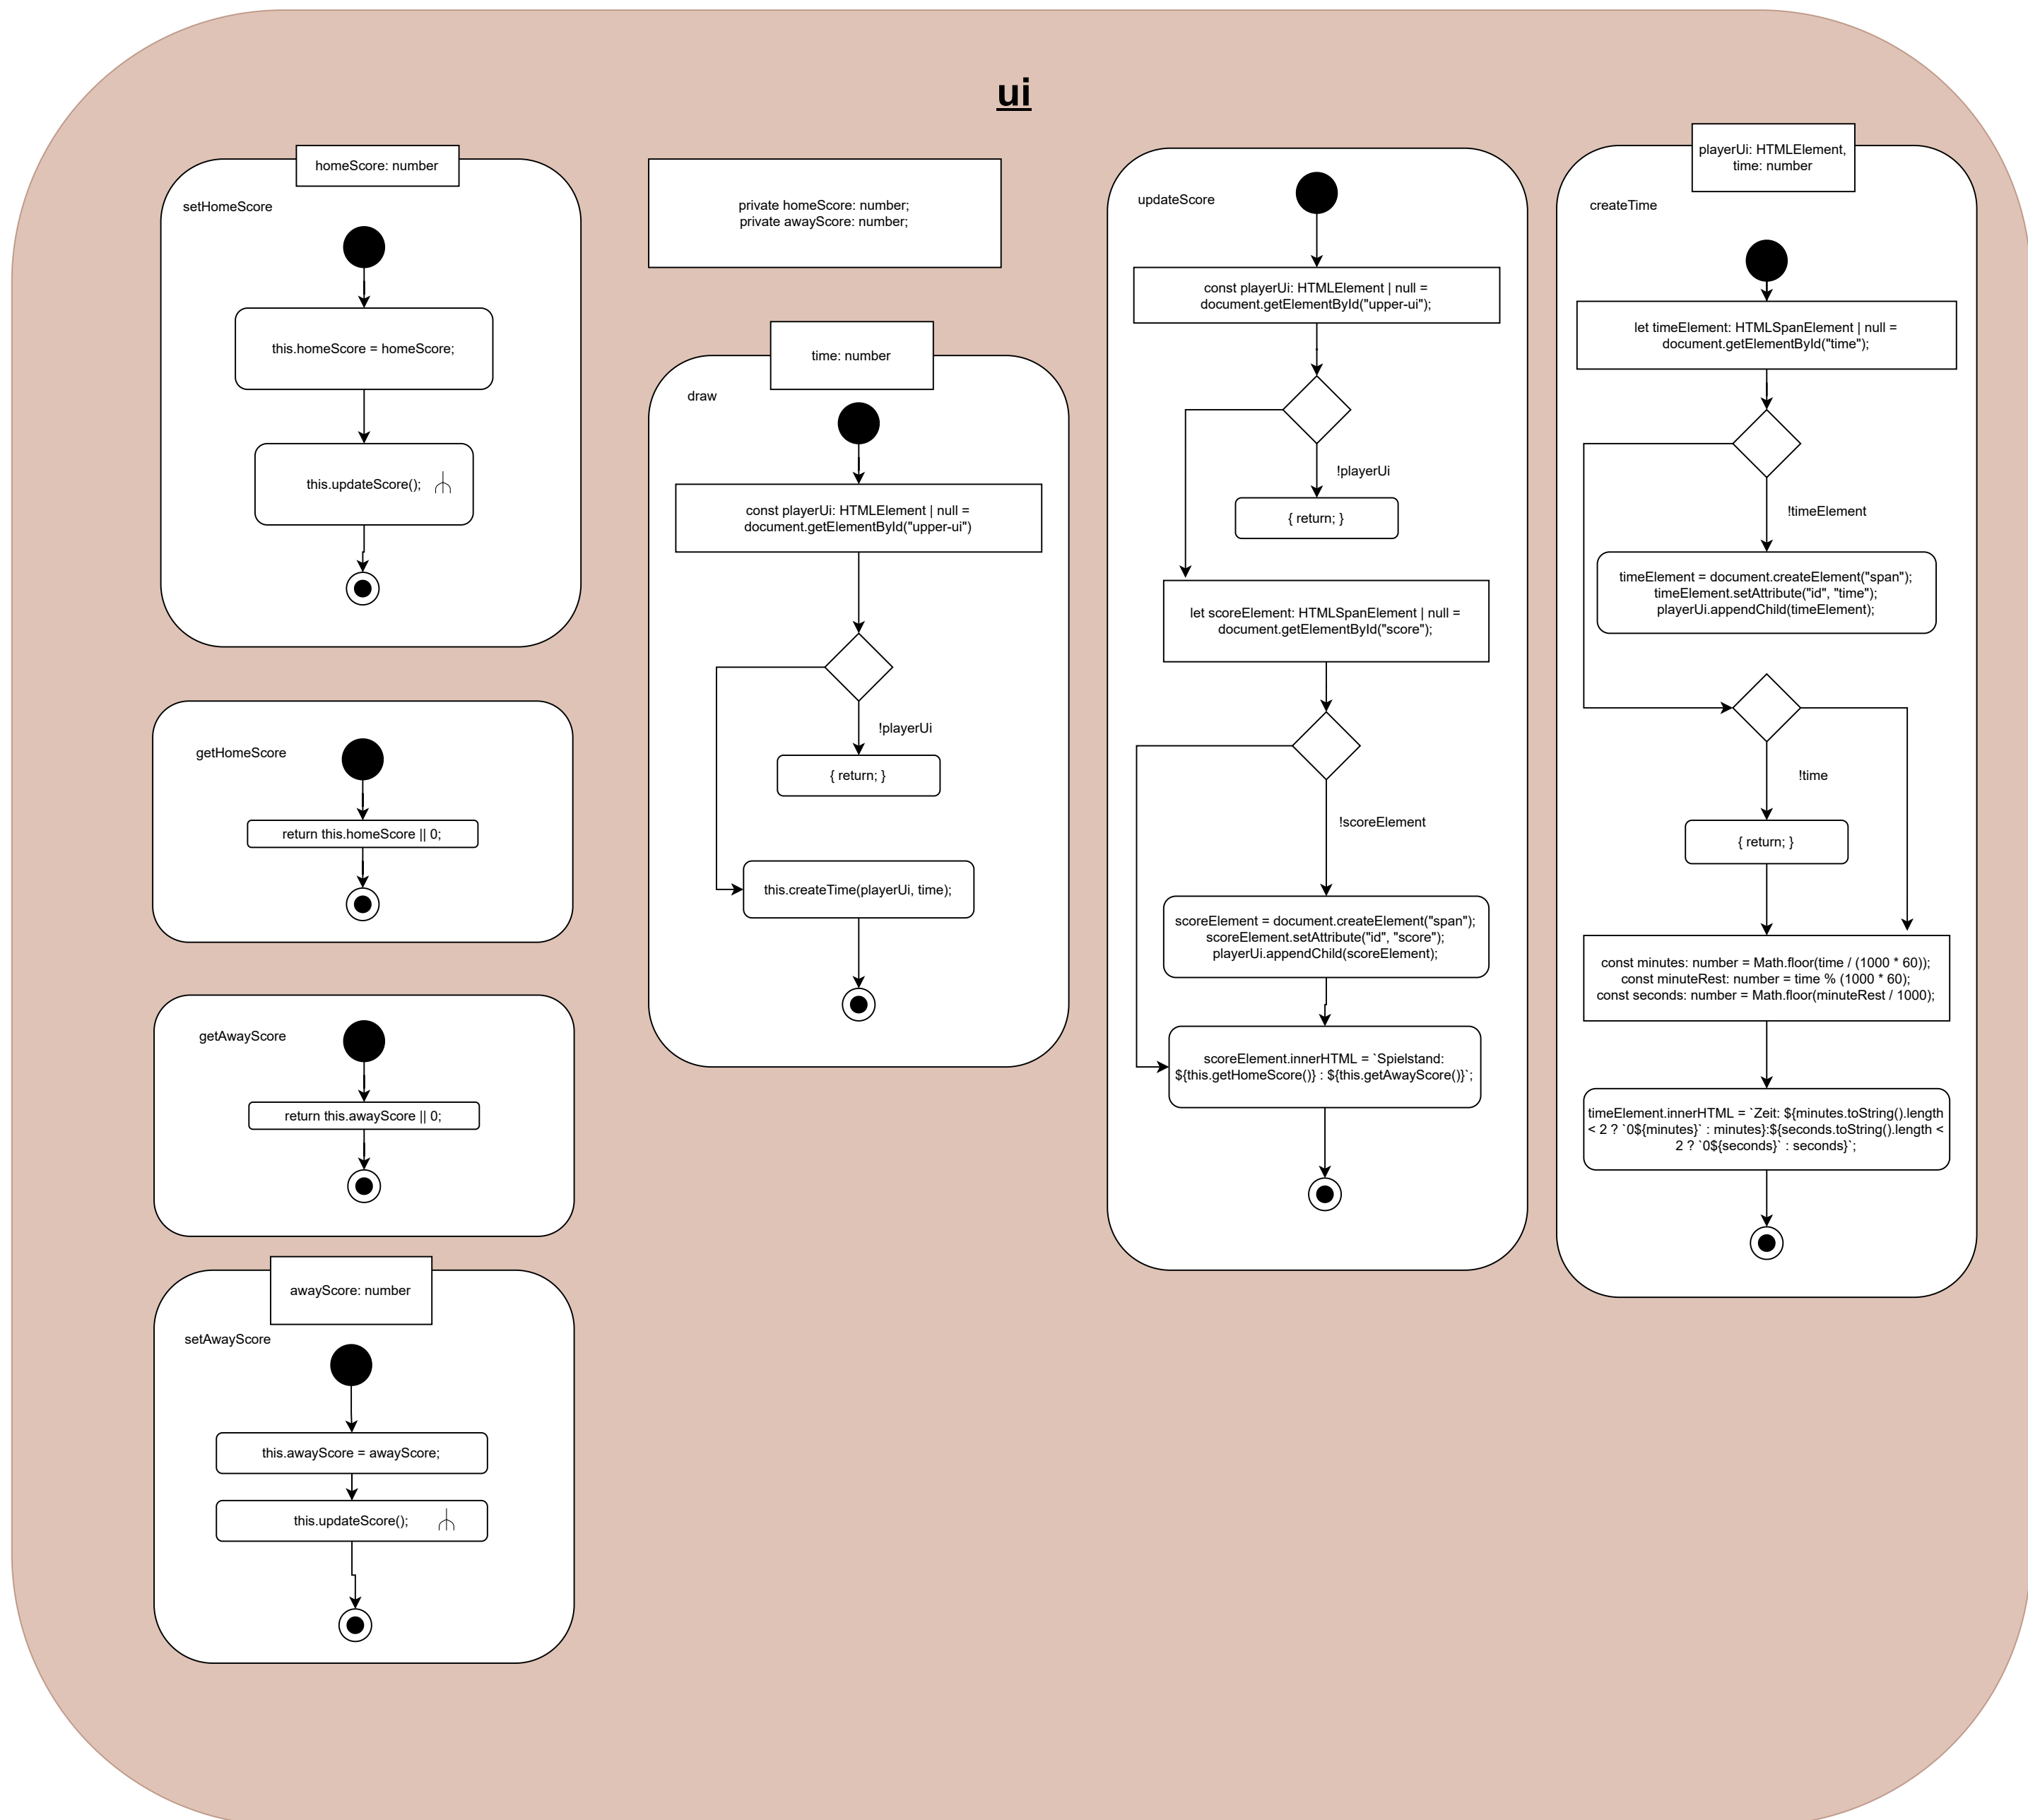 ui
homeScore: number
setHomeScore
this.homeScore = homeScore;
this.updateScore();
getHomeScore
return this.homeScore || 0;
getAwayScore
return this.awayScore || 0;
awayScore: number
setAwayScore
this.awayScore = awayScore;
this.updateScore();
private homeScore: number;
private awayScore: number;
time: number
draw
const playerUi: HTMLElement | null =
document.getElementById("upper-ui")
!playerUi
{ return; }
this.createTime(playerUi, time);
updateScore
const playerUi: HTMLElement | null =
document.getElementById("upper-ui");
!playerUi
{ return; }
let scoreElement: HTMLSpanElement | null =
document.getElementById("score");
!scoreElement
scoreElement = document.createElement("span");
scoreElement.setAttribute("id", "score");
playerUi.appendChild(scoreElement);
scoreElement.innerHTML = `Spielstand:
${this.getHomeScore()} : ${this.getAwayScore()}`;
playerUi: HTMLElement,
time: number
createTime
let timeElement: HTMLSpanElement | null =
document.getElementById("time");
!timeElement
timeElement = document.createElement("span");
timeElement.setAttribute("id", "time");
playerUi.appendChild(timeElement);
!time
{ return; }
const minutes: number = Math.floor(time / (1000 * 60));
const minuteRest: number = time % (1000 * 60);
const seconds: number = Math.floor(minuteRest / 1000);
timeElement.innerHTML = `Zeit: ${minutes.toString().length
< 2 ? `0${minutes}` : minutes}:${seconds.toString().length <
2 ? `0${seconds}` : seconds}`;